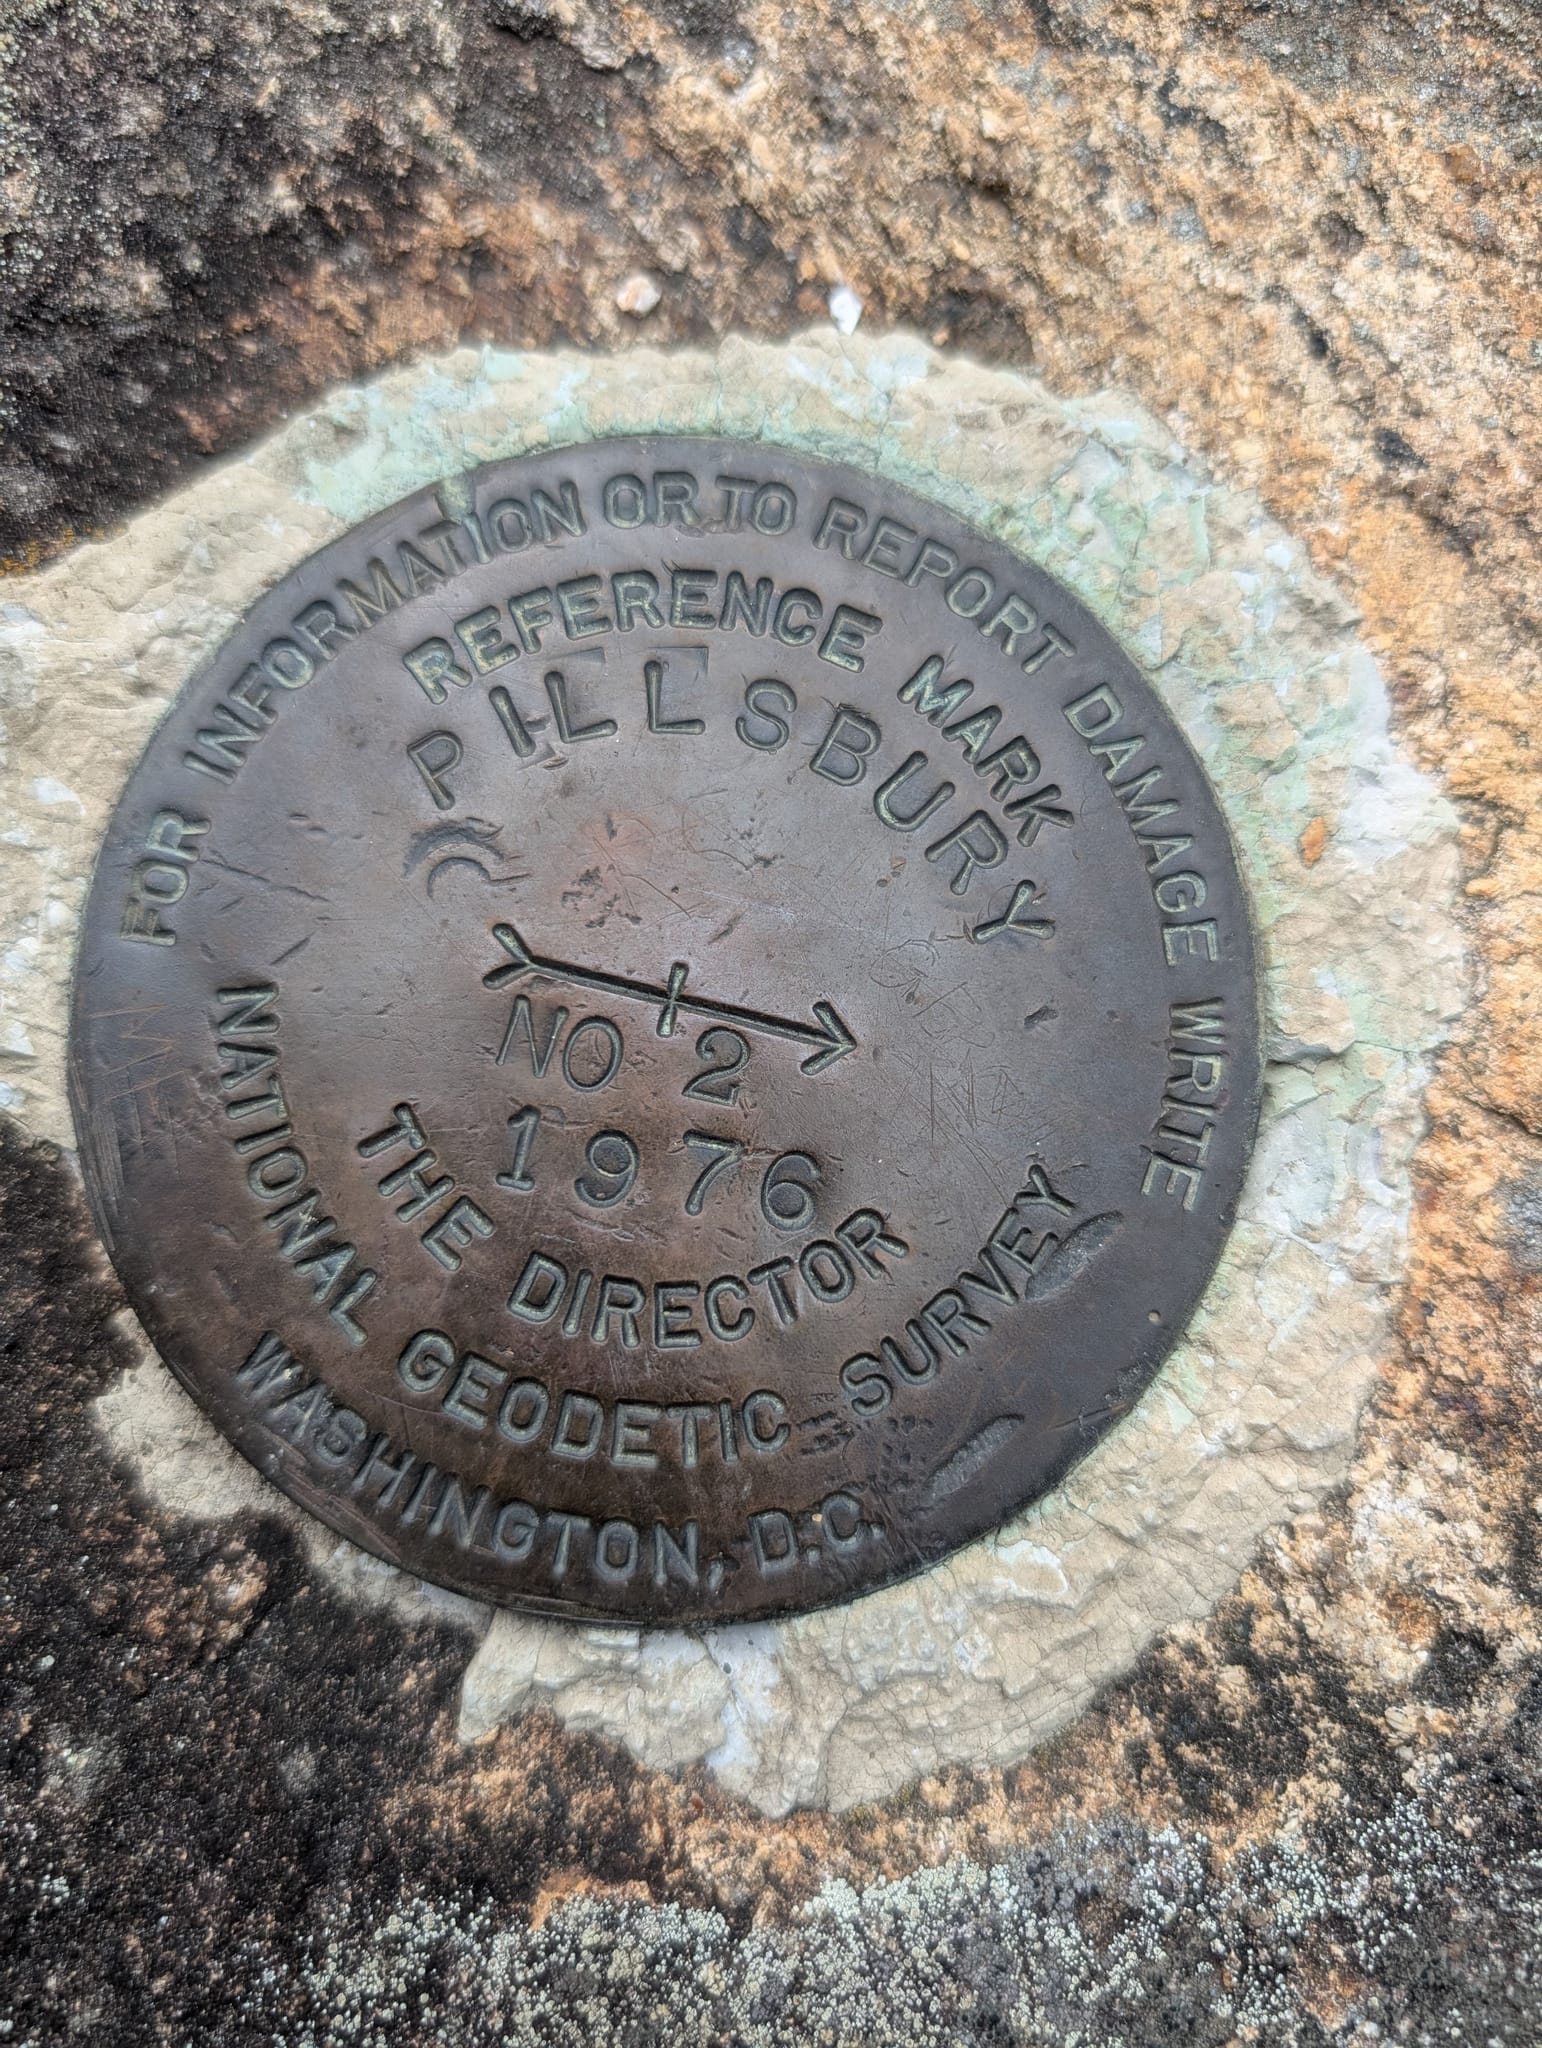 FOR INFORMATION OR TO REPORT DAMAGE WRITE
REFERENCE MARK
PILLSBURY
NO 2
1976
THE DIRECTOR
NATIONAL GEODETIC SURVEY
WASHINGTON, D.C.